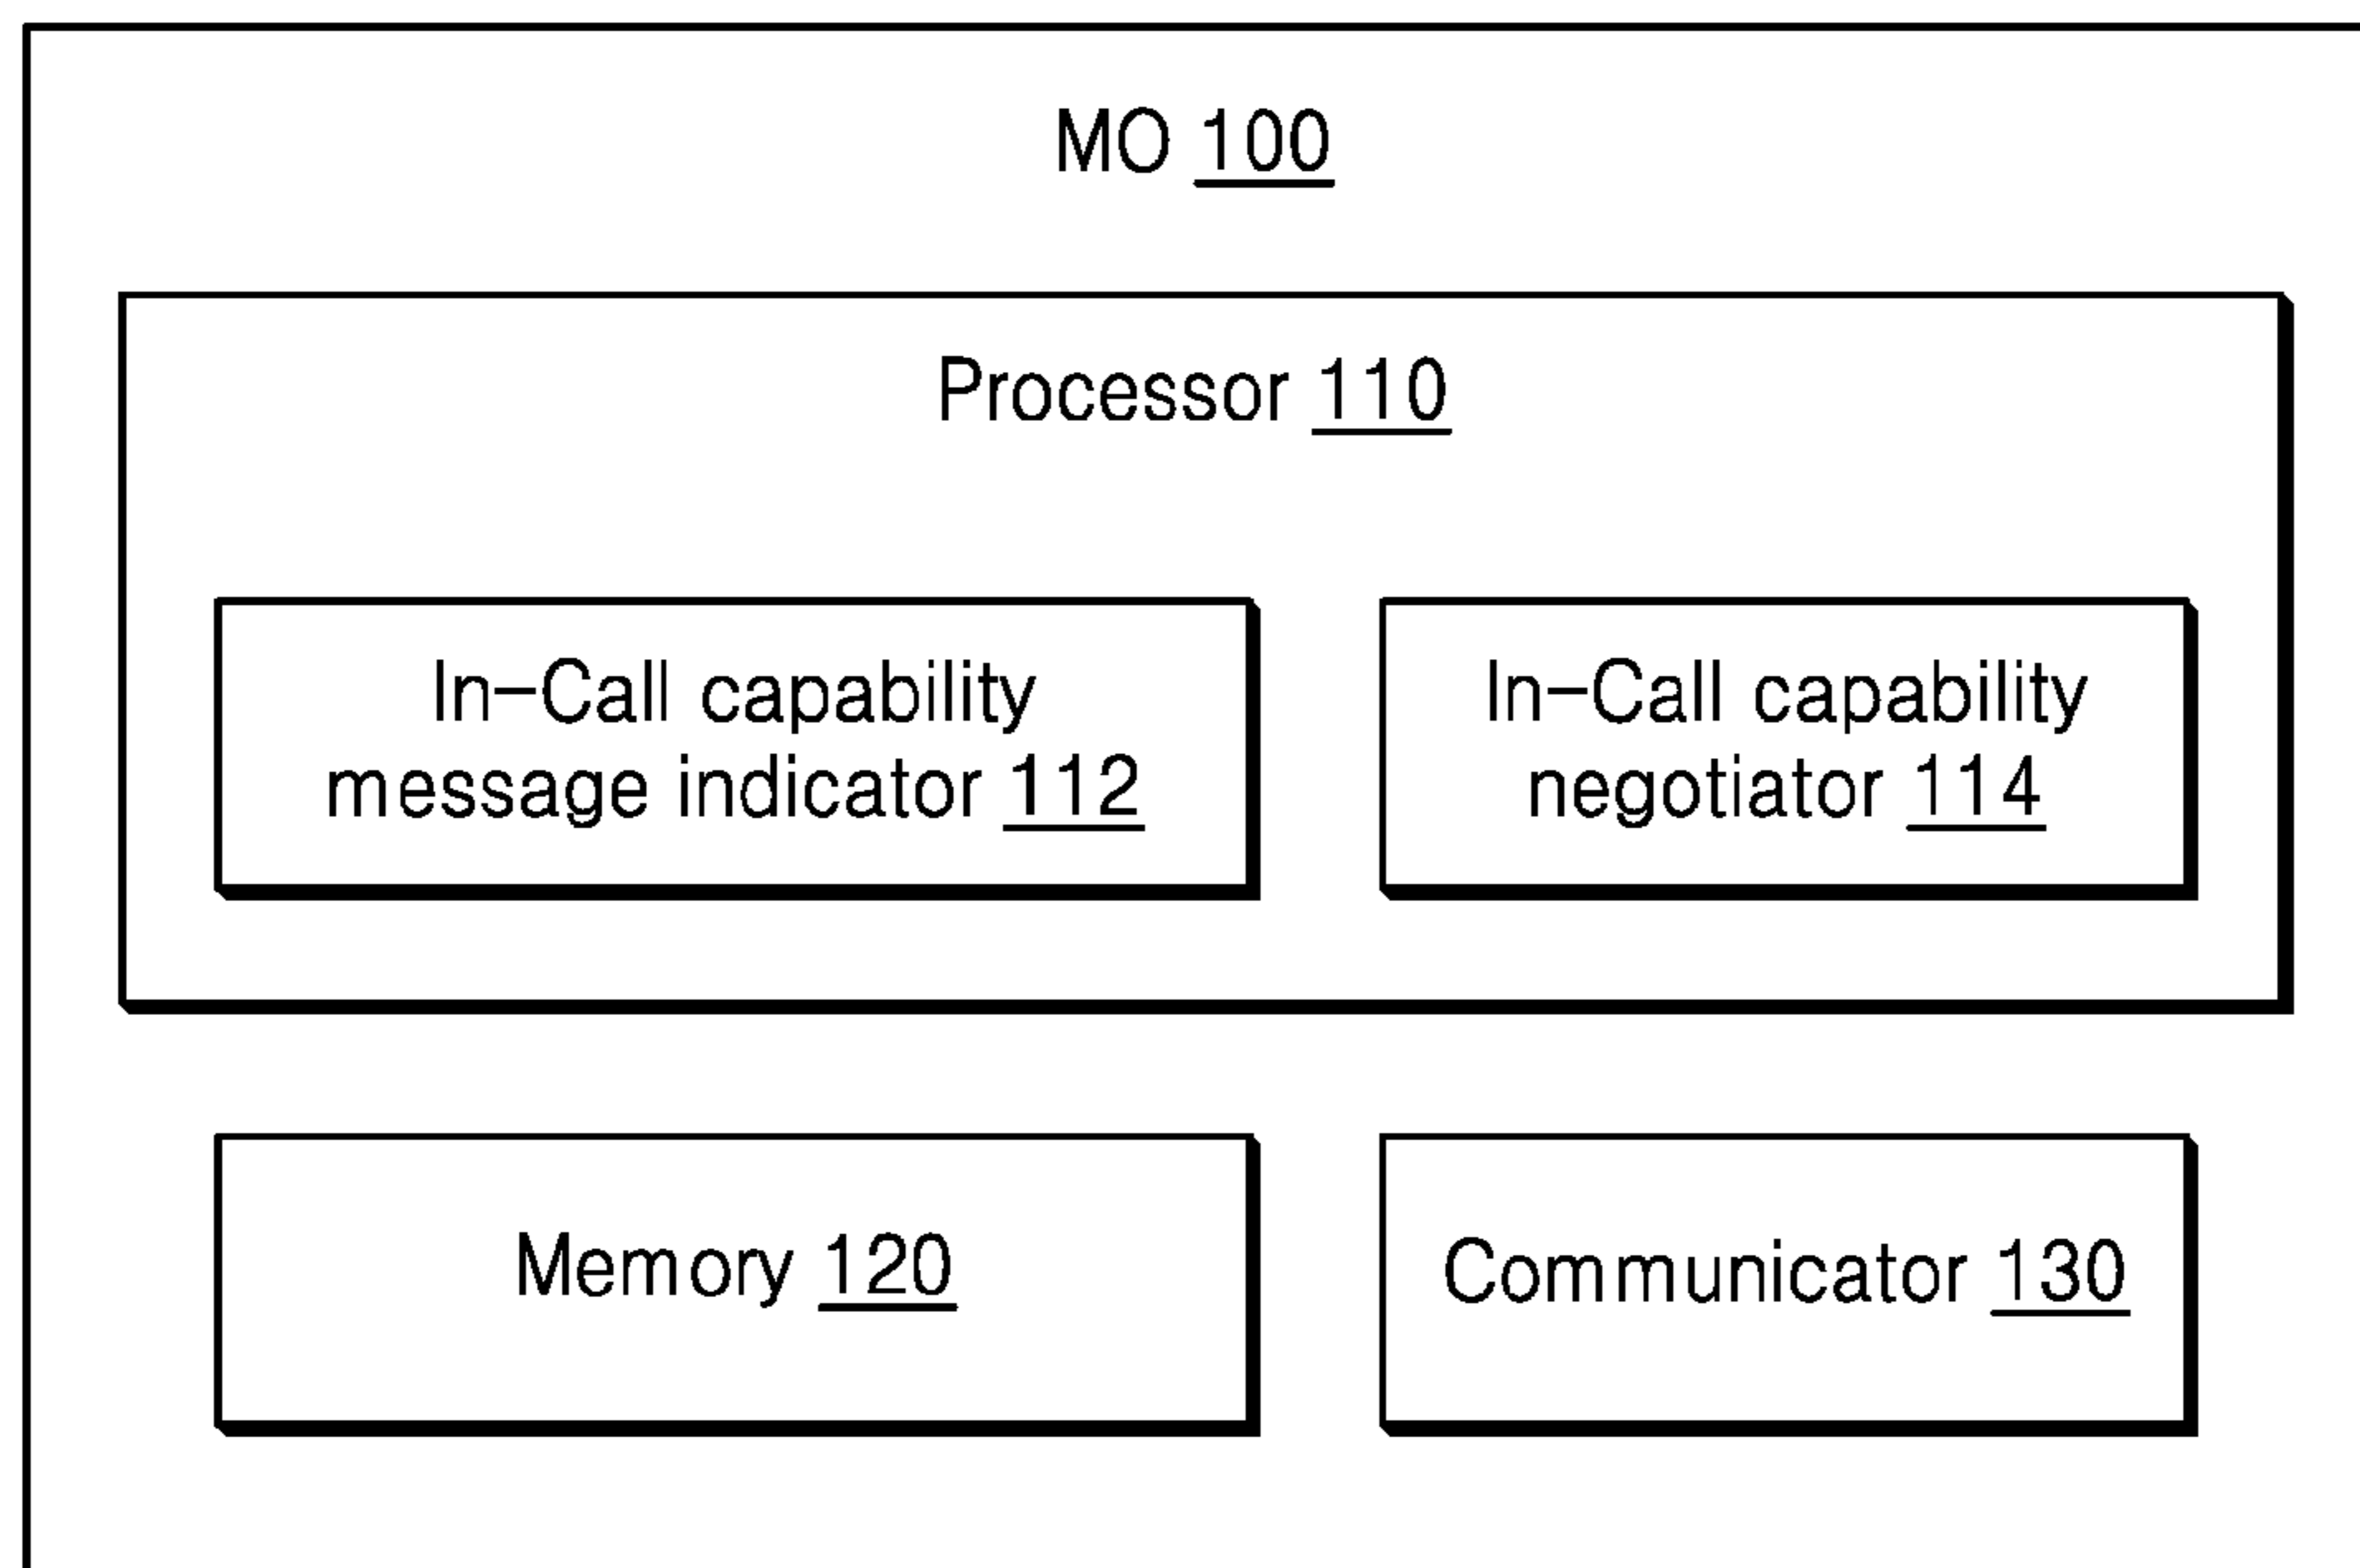 MO 100
Processor 110
In-Call capability
message indicator 112
In-Call capability
negotiator 114
Memory 120
Communicator 130